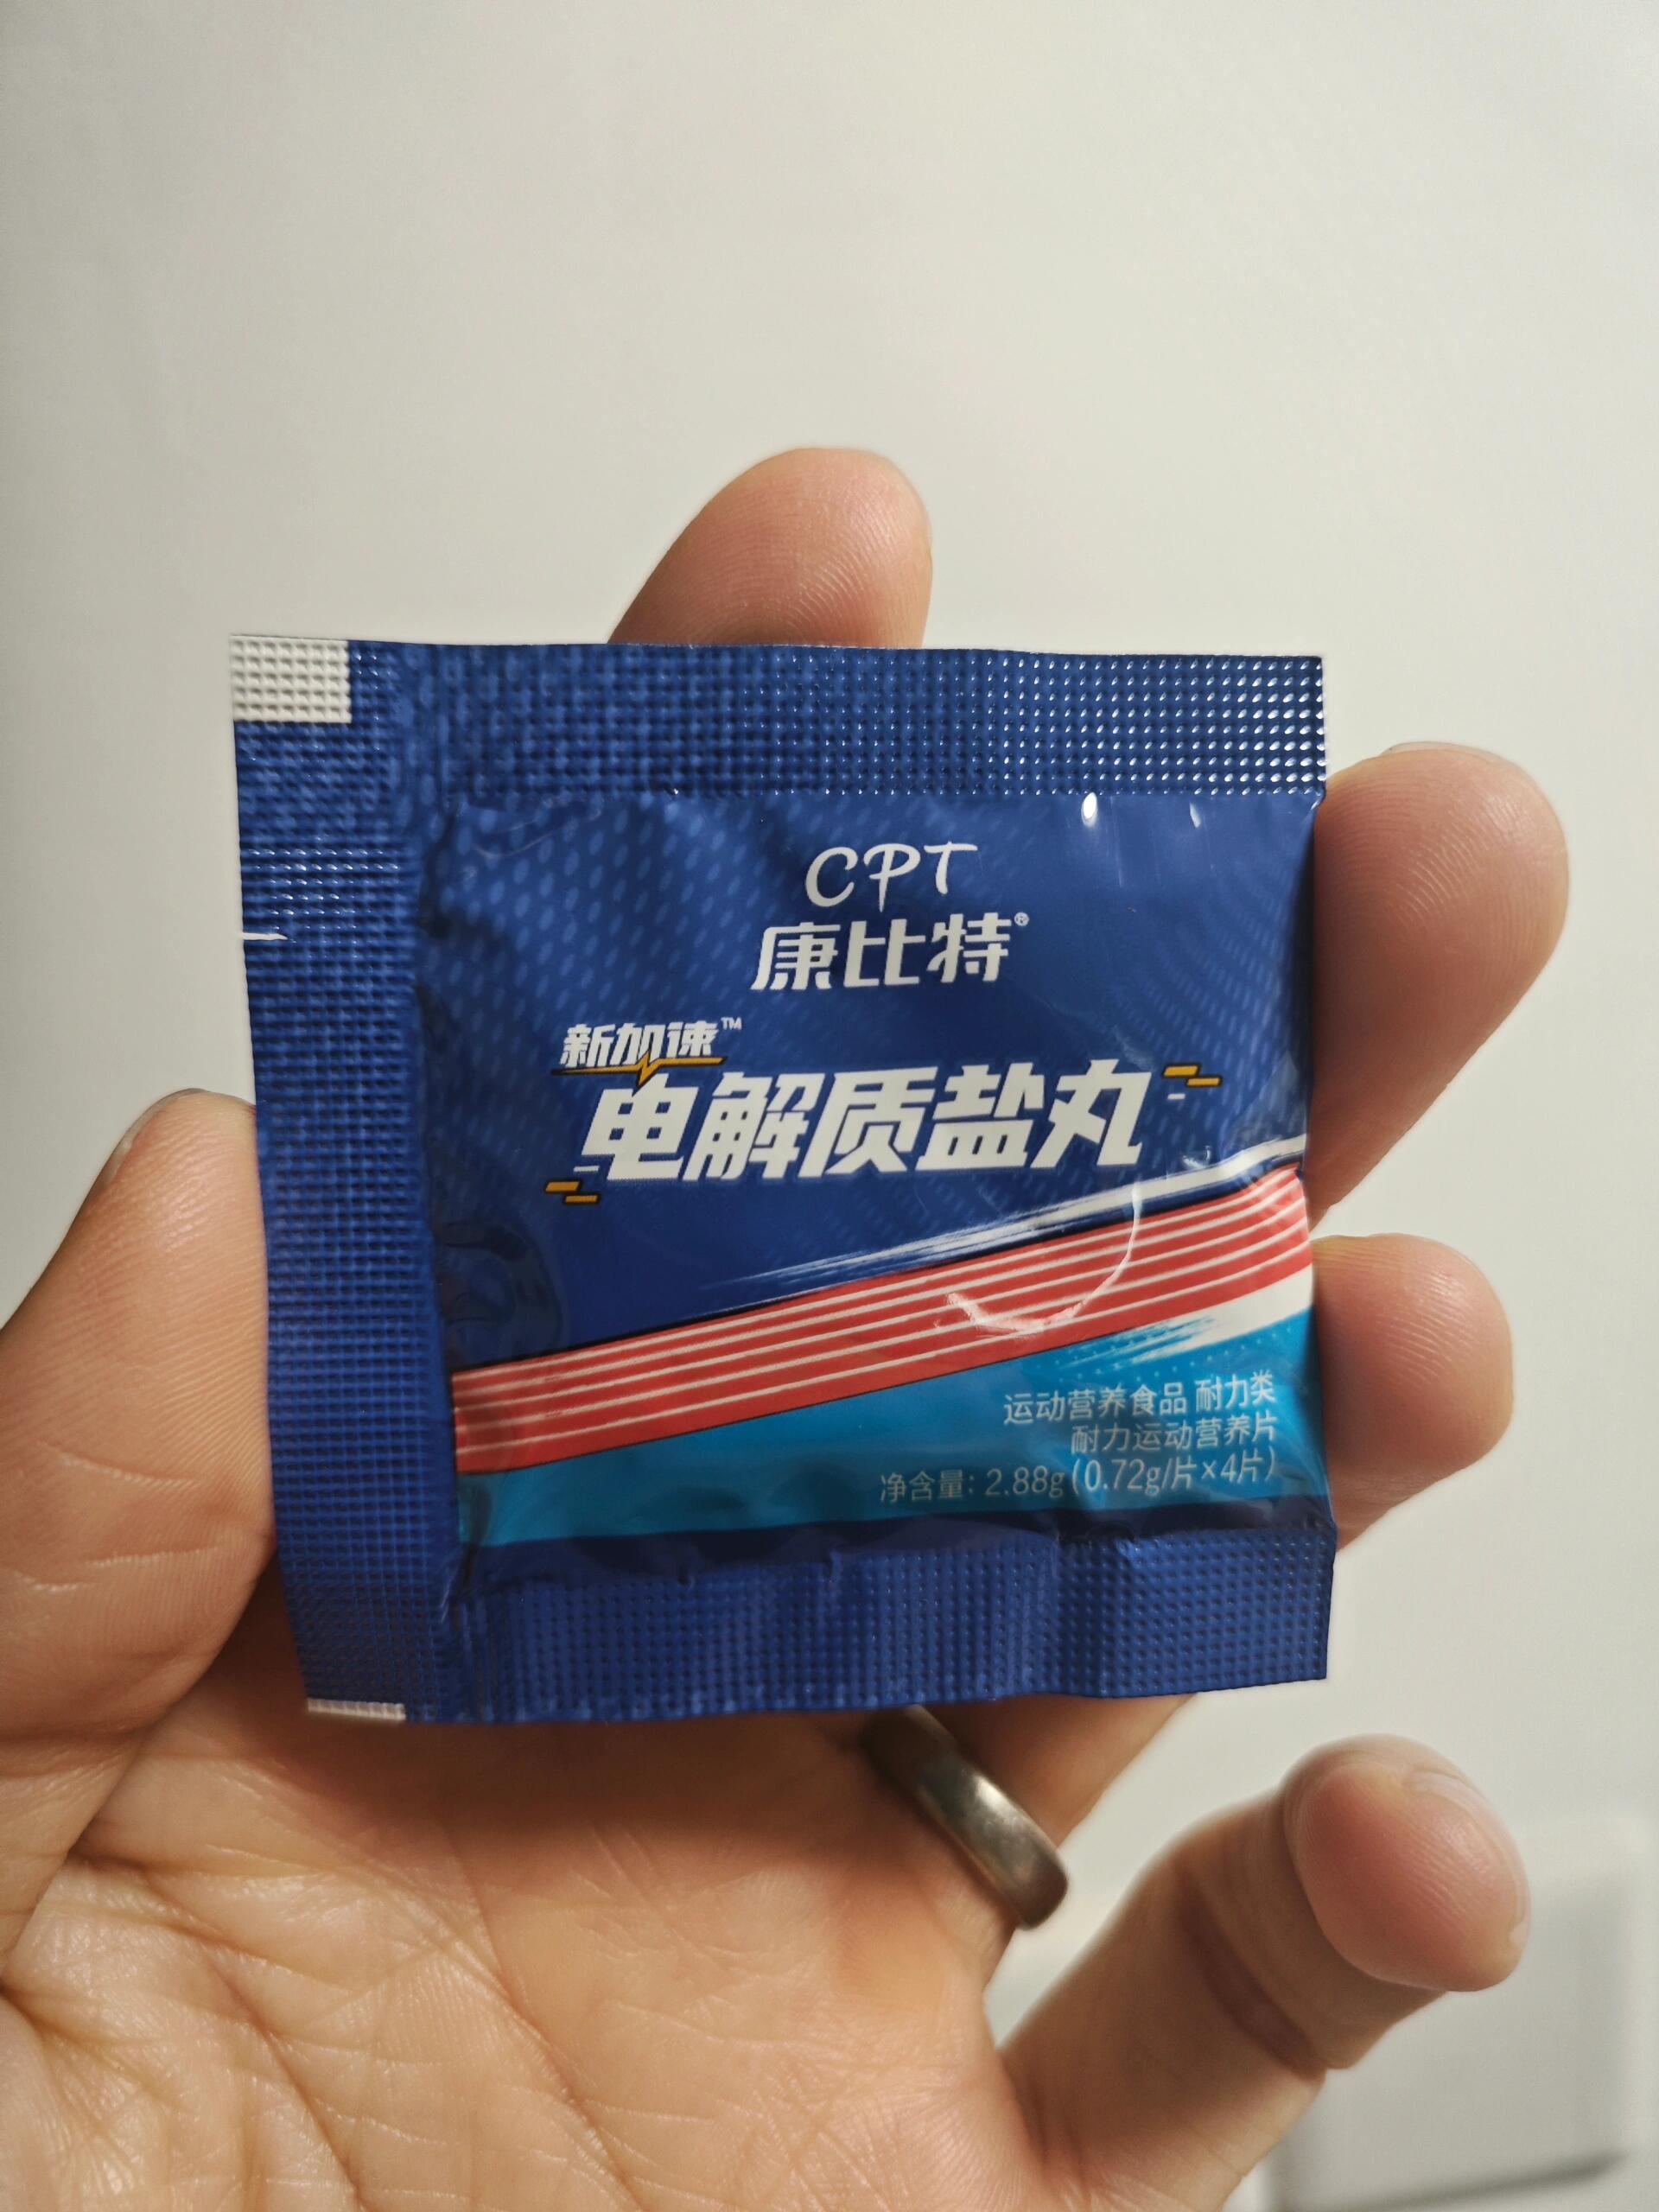 CPT
康比特®
新加速™
电解质盐丸
运动营养食品 耐力类
耐力运动营养片
净含量: 2.88g(0.72g/片×4片)